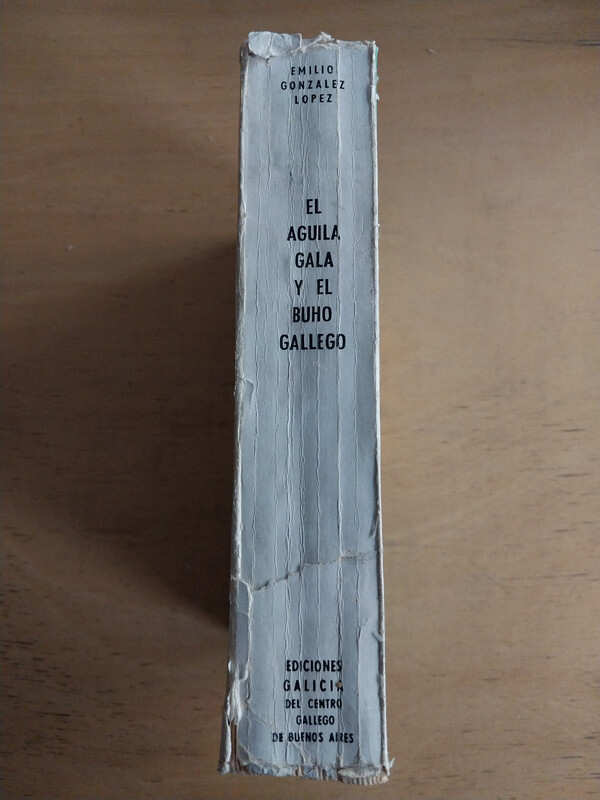 EMILIO
GONZALEZ
LOPEZ
EL
AGUILA
GALA
Y EL
BUHO
GALLEGO
EDICIONES
GALICIA
DEL CENTRO
GALLEGO
DE BUENOS AIRES